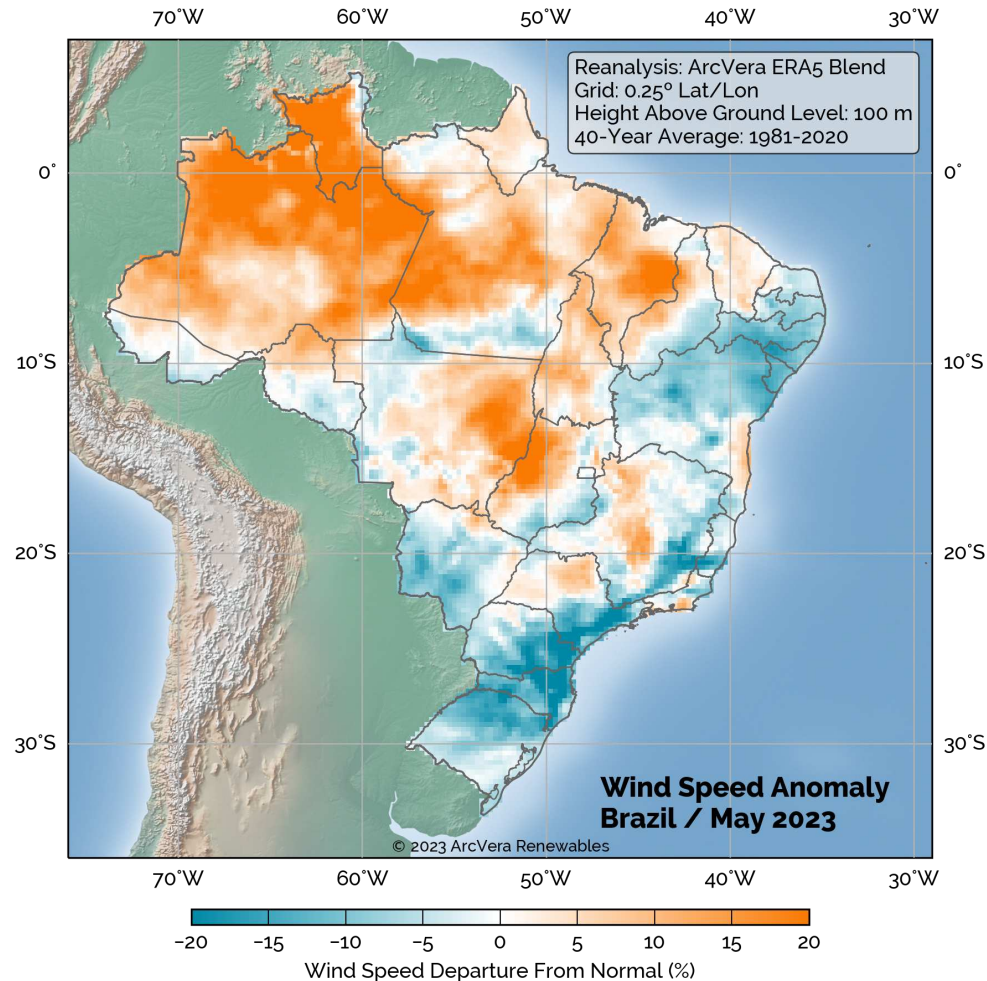 70°W 60°W 50°W 40°W 30°W
Reanalysis: ArcVera ERA5 Blend
Grid: 0.25º Lat/Lon
Height Above Ground Level: 100 m
40-Year Average: 1981-2020
0° 0°
10°S 10°S
20°S 20°S
30°S 30°S
Wind Speed Anomaly
Brazil / May 2023
© 2023 ArcVera Renewables
70°W 60°W 50°W 40°W 30°W
−20 −15 −10 −5 0 5 10 15 20
Wind Speed Departure From Normal (%)